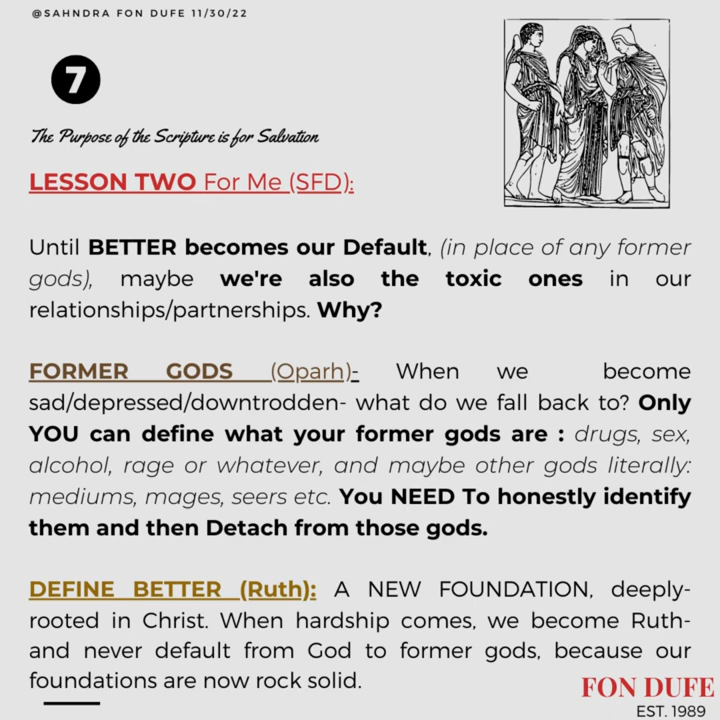 @SAHNDRA FON DUFE 11/30/22
7
The Purpose of the Scripture is for Salvation
LESSON TWO For Me (SFD):
Until BETTER becomes our Default, (in place of any former
gods), maybe we're also the toxic ones in our
relationships/partnerships. Why?
FORMER GODS (Oparh)- When we become
sad/depressed/downtrodden- what do we fall back to? Only
YOU can define what your former gods are : drugs, sex,
alcohol, rage or whatever, and maybe other gods literally:
mediums, mages, seers etc. You NEED To honestly identify
them and then Detach from those gods.
DEFINE BETTER (Ruth): A NEW FOUNDATION, deeply-
rooted in Christ. When hardship comes, we become Ruth-
and never default from God to former gods, because our
foundations are now rock solid.
FON DUFE
EST. 1989